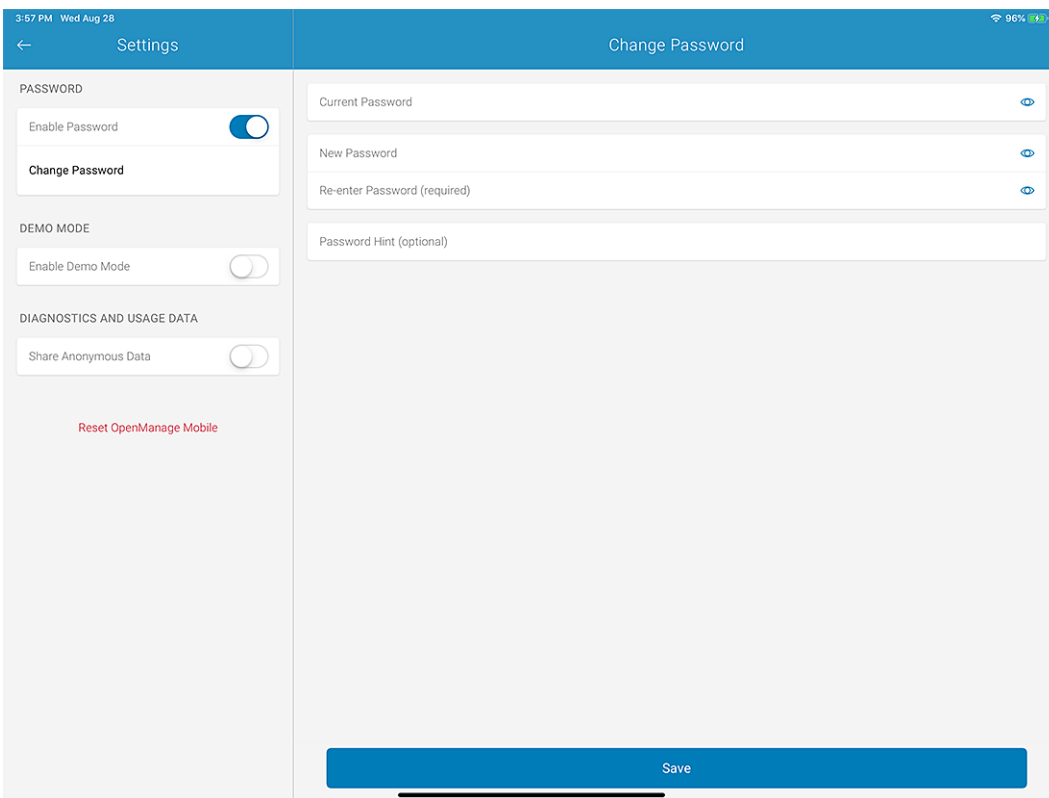 3:57 PM Wed Aug 28
96%
Settings
Change Password
PASSWORD
Enable Password
Change Password
DEMO MODE
Enable Demo Mode
DIAGNOSTICS AND USAGE DATA
Share Anonymous Data
Reset OpenManage Mobile
Current Password
New Password
Re-enter Password (required)
Password Hint (optional)
Save